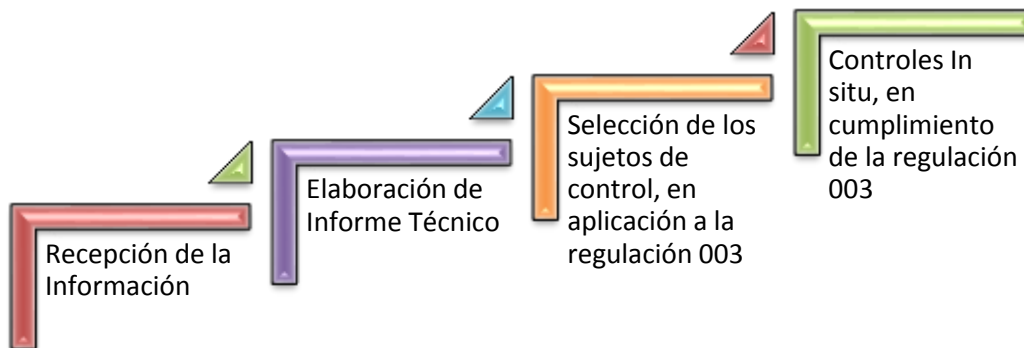 Recepción de la
Información
Elaboración de
Informe Técnico
Selección de los
sujetos de
control, en
aplicación a la
regulación 003
Controles In
situ, en
cumplimiento
de la regulación
003